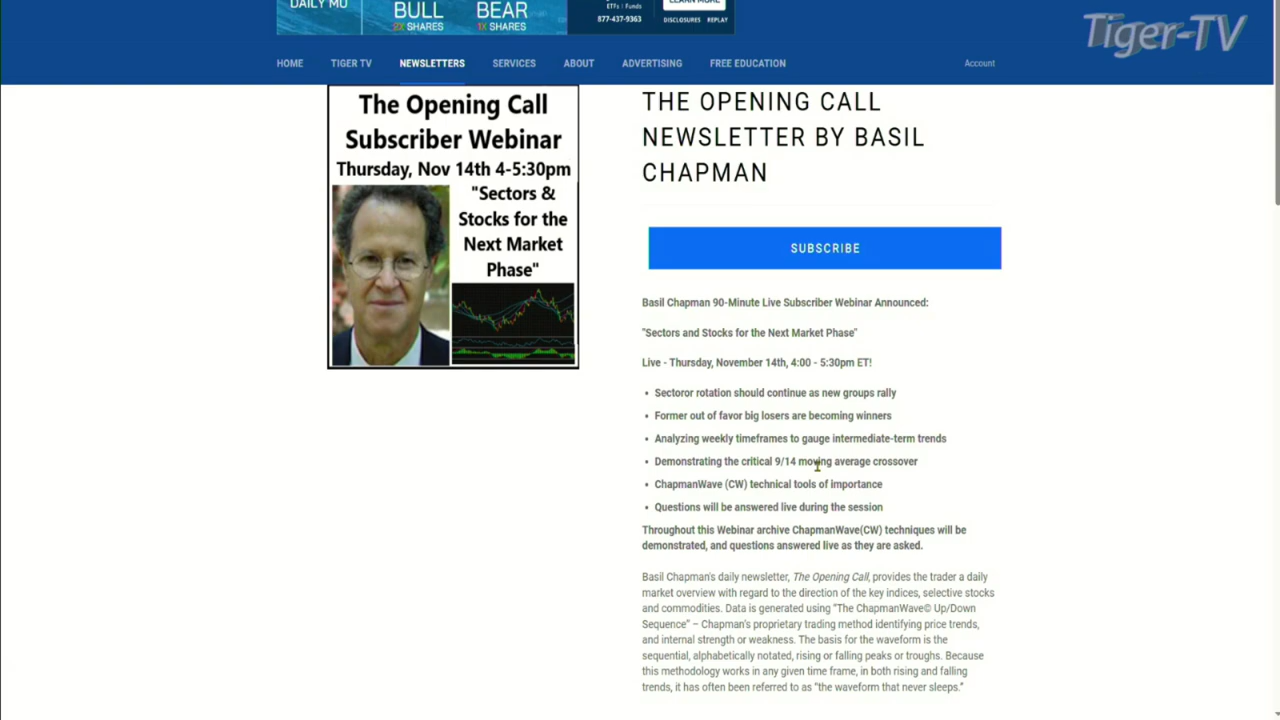 DAILY MU
BULL
2X SHARES
BEAR
1X SHARES
ETFs | Funds
877-437-9363
LEARN MORE
DISCLOSURES REPLAY
Tiger-TV
HOME TIGER TV NEWSLETTERS SERVICES ABOUT ADVERTISING FREE EDUCATION Account
The Opening Call
Subscriber Webinar
Thursday, Nov 14th 4-5:30pm
"Sectors &
Stocks for the
Next Market
Phase"
THE OPENING CALL
NEWSLETTER BY BASIL
CHAPMAN
SUBSCRIBE
Basil Chapman 90-Minute Live Subscriber Webinar Announced:
"Sectors and Stocks for the Next Market Phase"
Live - Thursday, November 14th, 4:00 - 5:30pm ET!
• Sectoror rotation should continue as new groups rally
• Former out of favor big losers are becoming winners
• Analyzing weekly timeframes to gauge intermediate-term trends
• Demonstrating the critical 9/14 moving average crossover
• ChapmanWave (CW) technical tools of importance
• Questions will be answered live during the session
Throughout this Webinar archive ChapmanWave(CW) techniques will be
demonstrated, and questions answered live as they are asked.
Basil Chapman's daily newsletter, The Opening Call, provides the trader a daily
market overview with regard to the direction of the key indices, selective stocks
and commodities. Data is generated using “The ChapmanWave© Up/Down
Sequence” – Chapman's proprietary trading method identifying price trends,
and internal strength or weakness. The basis for the waveform is the
sequential, alphabetically notated, rising or falling peaks or troughs. Because
this methodology works in any given time frame, in both rising and falling
trends, it has often been referred to as “the waveform that never sleeps.”